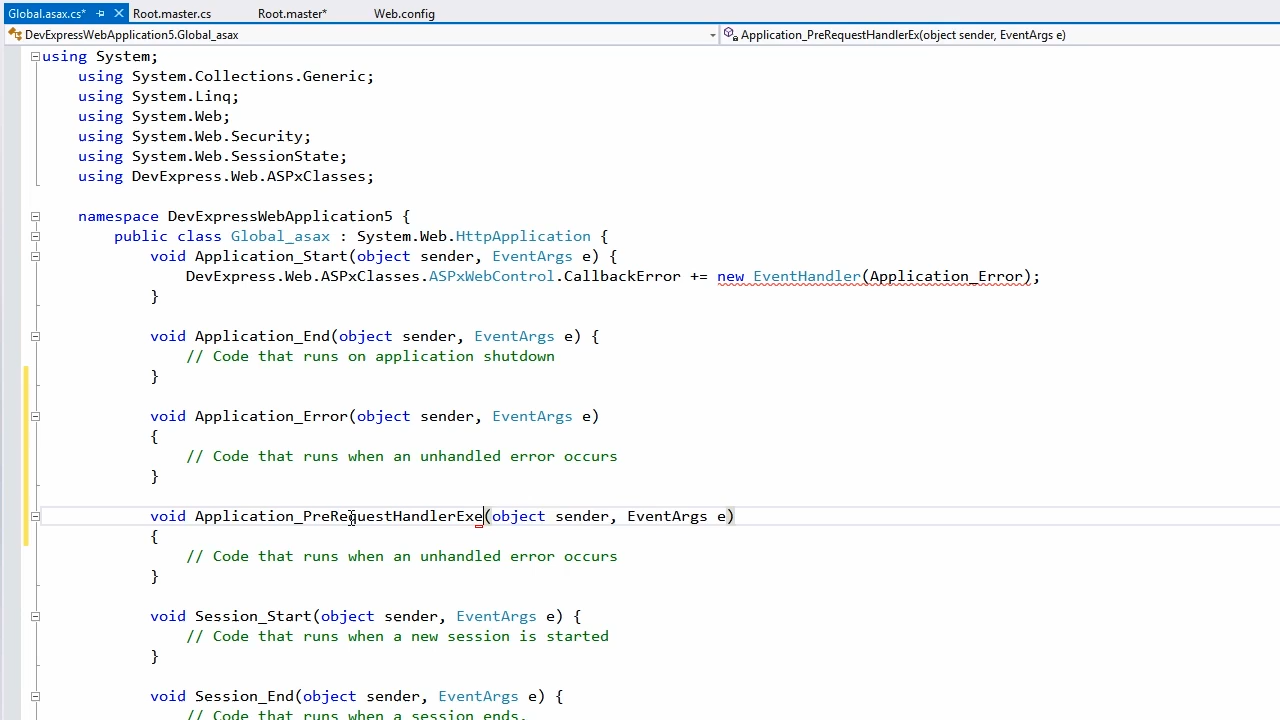 Global.asax.cs*
Root.master.cs
Root.master*
Web.config
DevExpressWebApplication5.Global_asax
Application_PreRequestHandlerEx(object sender, EventArgs e)
using System;
using System.Collections.Generic;
using System.Linq;
using System.Web;
using System.Web.Security;
using System.Web.SessionState;
using DevExpress.Web.ASPxClasses;
namespace DevExpressWebApplication5 {
public class Global_asax : System.Web.HttpApplication {
void Application_Start(object sender, EventArgs e) {
DevExpress.Web.ASPxClasses.ASPxWebControl.CallbackError += new EventHandler(Application_Error);
}
void Application_End(object sender, EventArgs e) {
// Code that runs on application shutdown
}
void Application_Error(object sender, EventArgs e)
{
// Code that runs when an unhandled error occurs
}
void Application_PreRequestHandlerExe(object sender, EventArgs e)
{
// Code that runs when an unhandled error occurs
}
void Session_Start(object sender, EventArgs e) {
// Code that runs when a new session is started
}
void Session_End(object sender, EventArgs e) {
// Code that runs when a session ends.